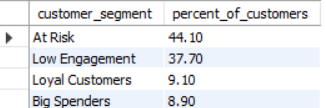 customer_segment percent_of_customers
At Risk 44.10
Low Engagement 37.70
Loyal Customers 9.10
Big Spenders 8.90